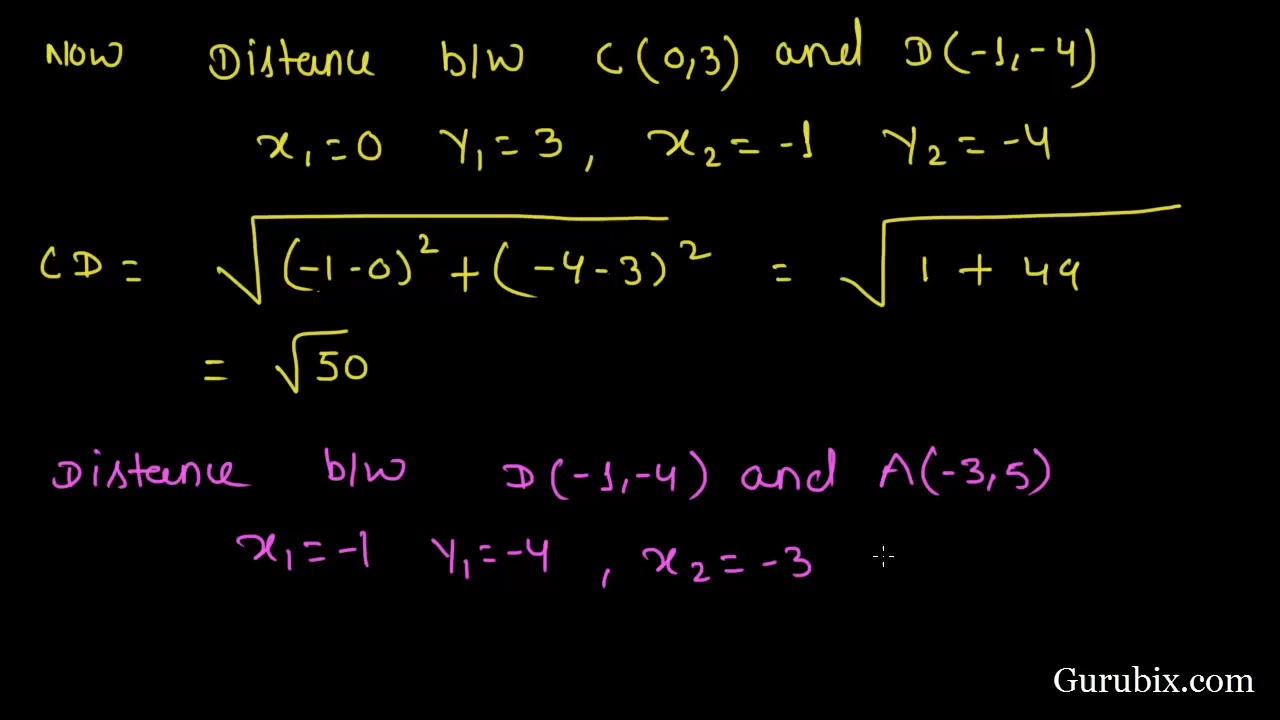 Now Distance b/w C(0,3) and D(-1,-4)
x₁=0 y₁=3, x₂=-1 y₂=-4
CD= √(-1-0)²+(-4-3)² = √1+49
= √50
Distance b/w D(-1,-4) and A(-3,5)
x₁=-1 y₁=-4, x₂=-3
Gurubix.com